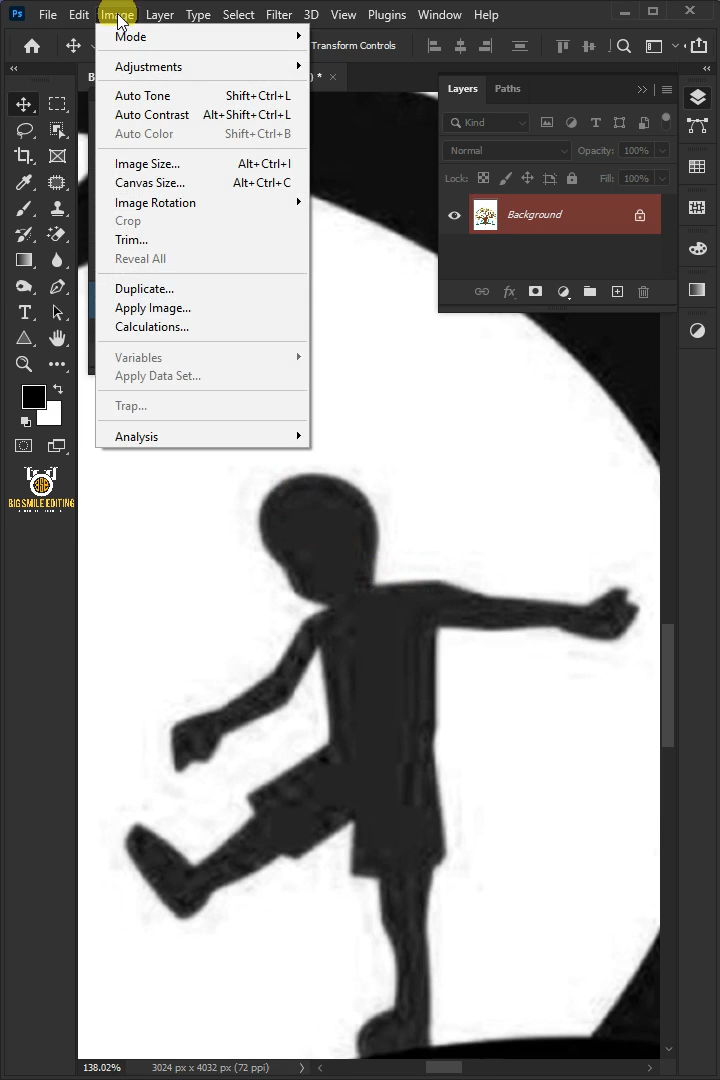 Ps File Edit Image Layer Type Select Filter 3D View Plugins Window Help
Transform Controls
B ) *
Mode
Adjustments
Auto Tone Shift+Ctrl+L
Auto Contrast Alt+Shift+Ctrl+L
Auto Color Shift+Ctrl+B
Image Size... Alt+Ctrl+I
Canvas Size... Alt+Ctrl+C
Image Rotation
Crop
Trim...
Reveal All
Duplicate...
Apply Image...
Calculations...
Variables
Apply Data Set...
Trap...
Analysis
Layers Paths
Kind
Normal Opacity: 100%
Lock: Fill: 100%
Background
fx
BIG SMILE EDITING
138.02% 3024 px x 4032 px (72 ppi)